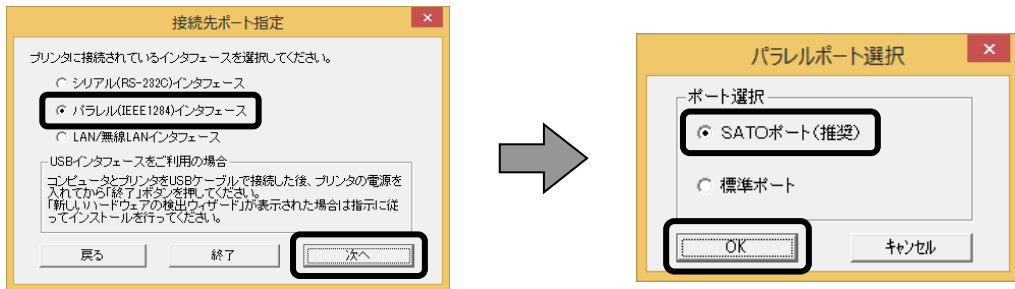 接続先ポート指定
プリンタに接続されているインタフェースを選択してください。
シリアル(RS-232C)インタフェース
パラレル(IEEE1284)インタフェース
LAN/無線LANインタフェース
USBインタフェースをご利用の場合
コンピュータとプリンタをUSBケーブルで接続した後、プリンタの電源を
入れてから「終了」ボタンを押してください。
「新しいハードウェアの検出ウィザード」が表示された場合は指示に従
ってインストールを行ってください。
戻る
終了
次へ
パラレルポート選択
ポート選択
SATOポート(推奨)
標準ポート
OK
キャンセル